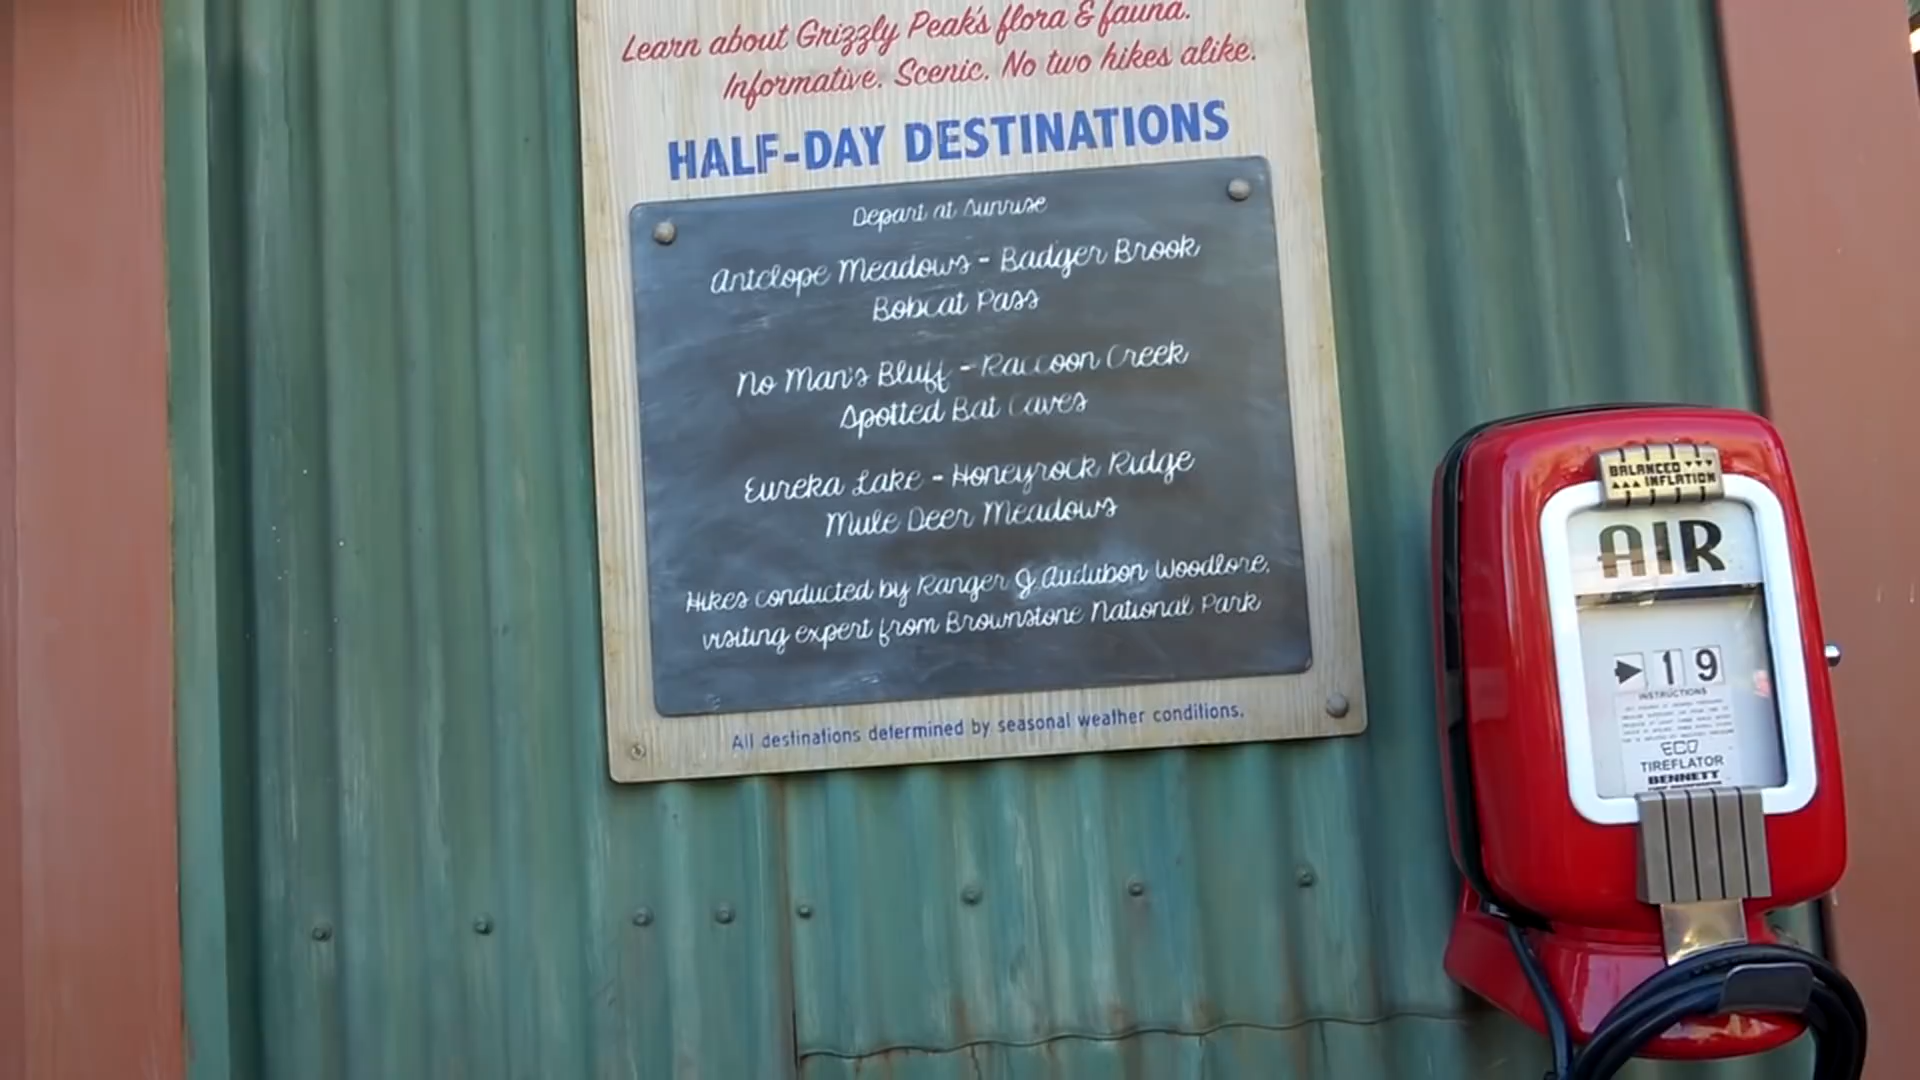 Learn about Grizzly Peak's flora & fauna.
Informative. Scenic. No two hikes alike.
HALF-DAY DESTINATIONS
Depart at Sunrise
Antelope Meadows - Badger Brook
Bobcat Pass
No Man's Bluff - Raccoon Creek
Spotted Bat Caves
Eureka Lake - Honeyrock Ridge
Mule Deer Meadows
Hikes conducted by Ranger J. Audubon Woodlore,
visiting expert from Brownstone National Park
All destinations determined by seasonal weather conditions.
BALANCED
INFLATION
AIR
19
INSTRUCTIONS
ECO
TIREFLATOR
BENNETT